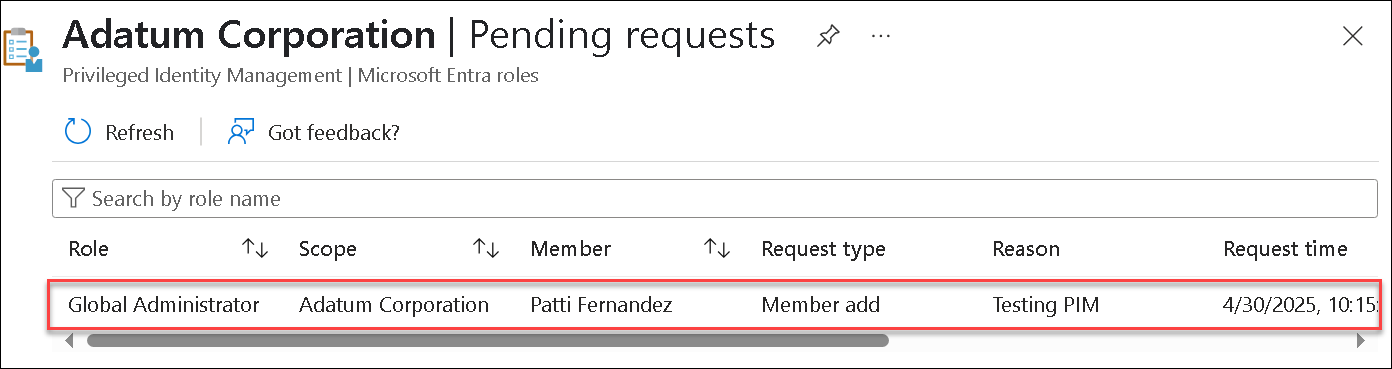 Adatum Corporation | Pending requests
Privileged Identity Management | Microsoft Entra roles
Refresh Got feedback?
Search by role name
Role Scope Member Request type Reason Request time
Global Administrator Adatum Corporation Patti Fernandez Member add Testing PIM 4/30/2025, 10:15: